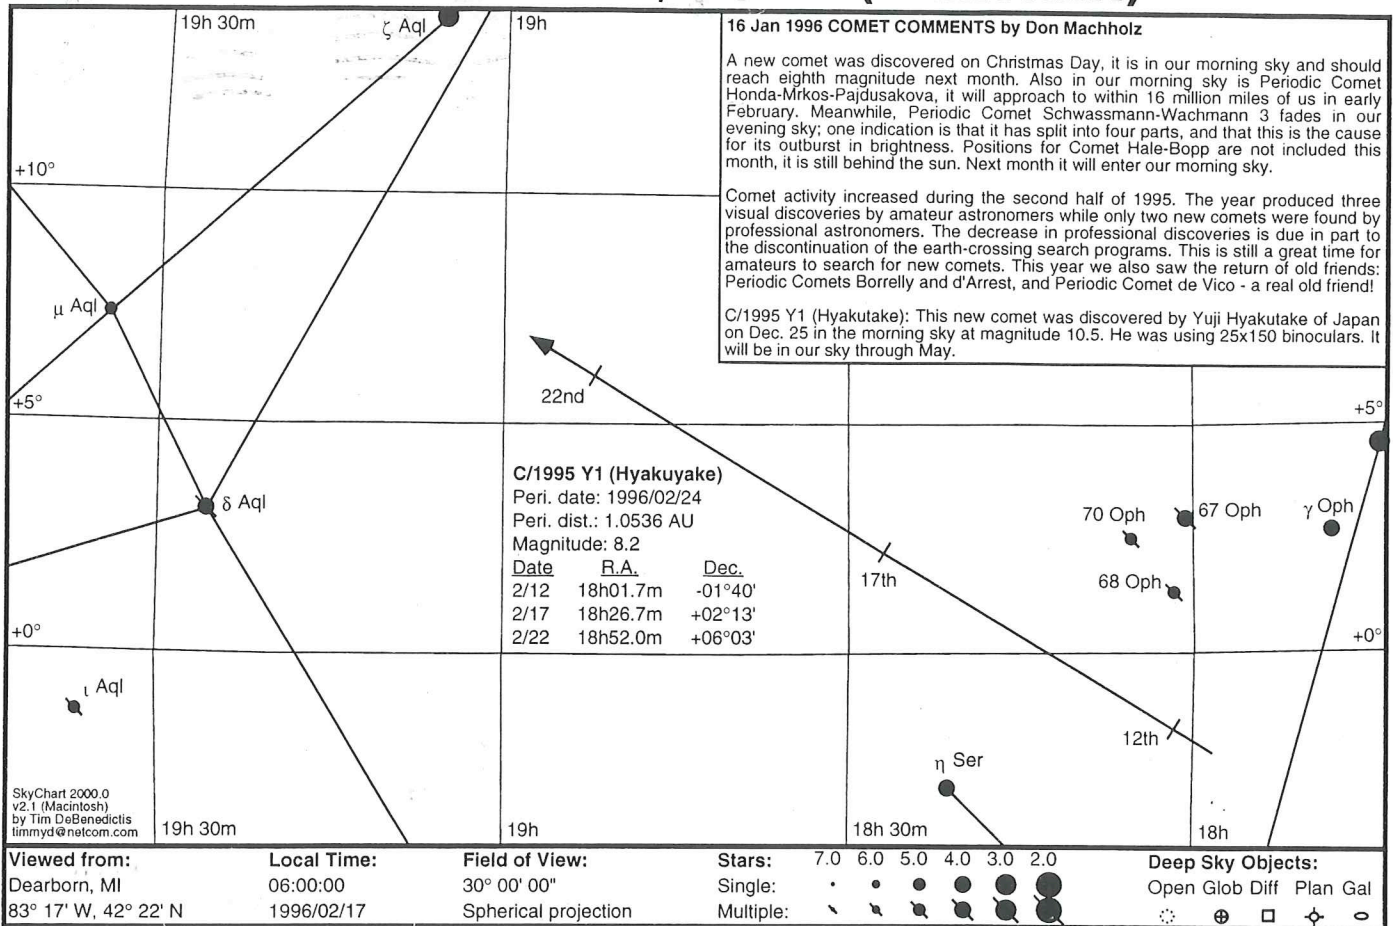 19h 30m
ζ Aql
19h
16 Jan 1996 COMET COMMENTS by Don Machholz
A new comet was discovered on Christmas Day, it is in our morning sky and should
reach eighth magnitude next month. Also in our morning sky is Periodic Comet
Honda-Mrkos-Pajdusakova, it will approach to within 16 million miles of us in early
February. Meanwhile, Periodic Comet Schwassmann-Wachmann 3 fades in our
evening sky; one indication is that it has split into four parts, and that this is the cause
for its outburst in brightness. Positions for Comet Hale-Bopp are not included this
month, it is still behind the sun. Next month it will enter our morning sky.
Comet activity increased during the second half of 1995. The year produced three
visual discoveries by amateur astronomers while only two new comets were found by
professional astronomers. The decrease in professional discoveries is due in part to
the discontinuation of the earth-crossing search programs. This is still a great time for
amateurs to search for new comets. This year we also saw the return of old friends:
Periodic Comets Borrelly and d'Arrest, and Periodic Comet de Vico - a real old friend!
C/1995 Y1 (Hyakutake): This new comet was discovered by Yuji Hyakutake of Japan
on Dec. 25 in the morning sky at magnitude 10.5. He was using 25x150 binoculars. It
will be in our sky through May.
+10°
μ Aql
22nd
+5°
+5°
C/1995 Y1 (Hyakuyake)
Peri. date: 1996/02/24
Peri. dist.: 1.0536 AU
Magnitude: 8.2
Date R.A. Dec.
2/12 18h01.7m -01°40'
2/17 18h26.7m +02°13'
2/22 18h52.0m +06°03'
δ Aql
70 Oph
67 Oph
γ Oph
17th
68 Oph
+0°
+0°
ι Aql
12th
η Ser
SkyChart 2000.0
v2.1 (Macintosh)
by Tim DeBenedictis
timmyd@netcom.com
19h 30m
19h
18h 30m
18h
Viewed from: Local Time: Field of View: Stars: 7.0 6.0 5.0 4.0 3.0 2.0 Deep Sky Objects:
Dearborn, MI 06:00:00 30° 00' 00" Single: Open Glob Diff Plan Gal
83° 17' W, 42° 22' N 1996/02/17 Spherical projection Multiple: